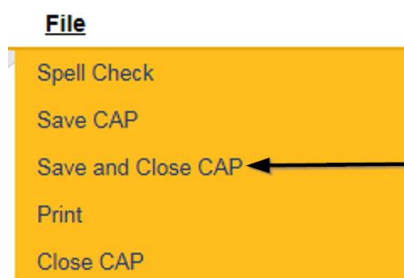 File
Spell Check
Save CAP
Save and Close CAP
Print
Close CAP